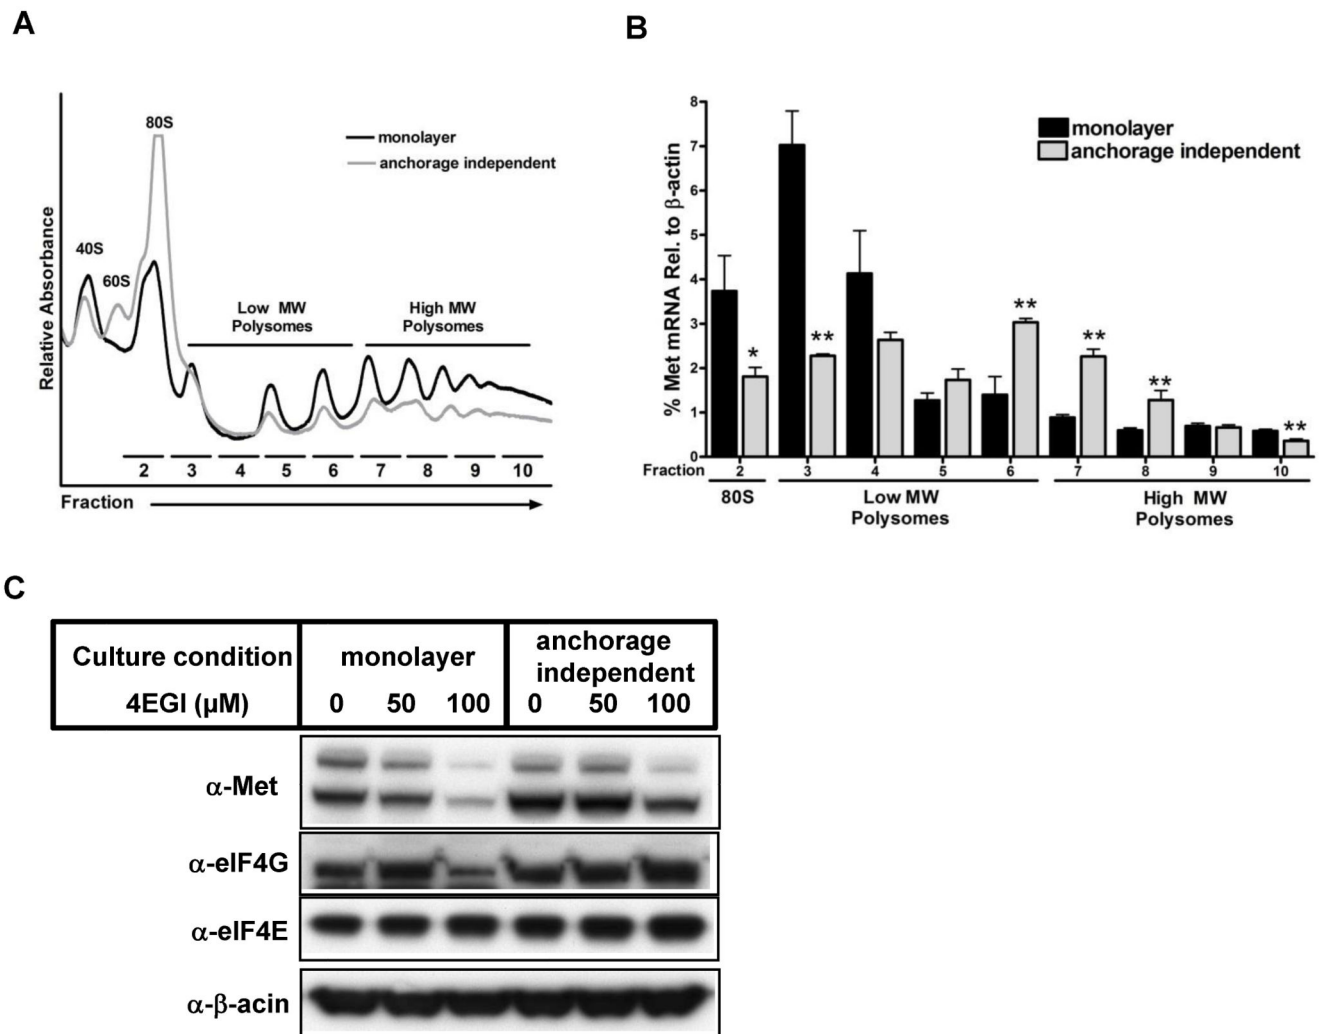 A
Relative Absorbance
40S
60S
80S
monolayer
anchorage independent
Low MW
Polysomes
High MW
Polysomes
2 3 4 5 6 7 8 9 10
Fraction
B
% Met mRNA Rel. to β-actin
8
7
6
5
4
3
2
1
0
monolayer
anchorage independent
* ** ** ** ** **
Fraction 2 3 4 5 6 7 8 9 10
80S
Low MW
Polysomes
High MW
Polysomes
C
Culture condition monolayer anchorage
independent
4EGI (μM) 0 50 100 0 50 100
α-Met
α-eIF4G
α-eIF4E
α-β-acin